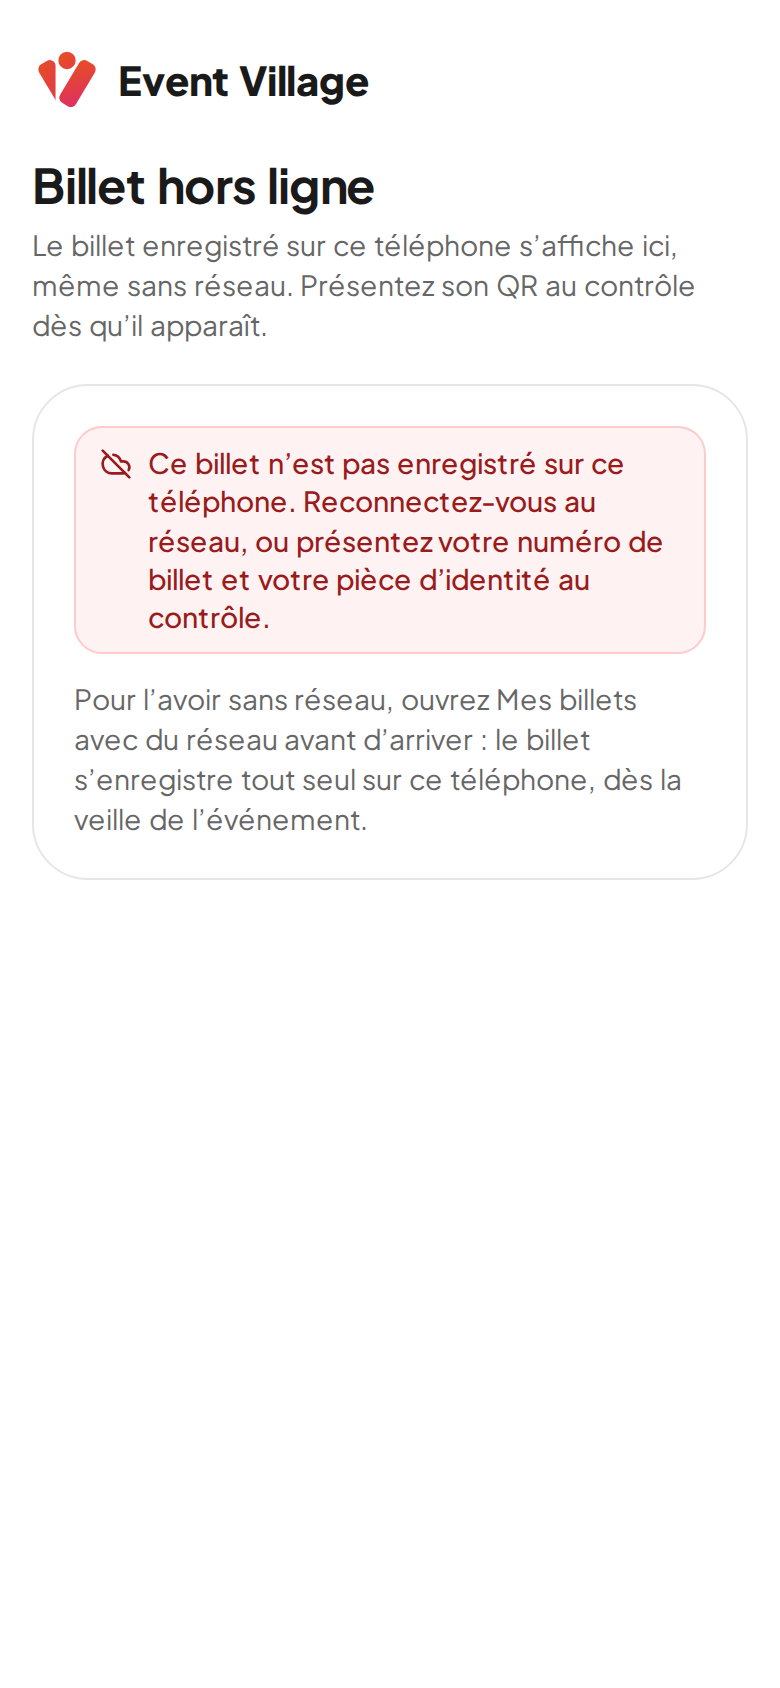 Event Village
Billet hors ligne
Le billet enregistré sur ce téléphone s’affiche ici,
même sans réseau. Présentez son QR au contrôle
dès qu’il apparaît.
Ce billet n’est pas enregistré sur ce
téléphone. Reconnectez-vous au
réseau, ou présentez votre numéro de
billet et votre pièce d’identité au
contrôle.
Pour l’avoir sans réseau, ouvrez Mes billets
avec du réseau avant d’arriver : le billet
s’enregistre tout seul sur ce téléphone, dès la
veille de l’événement.